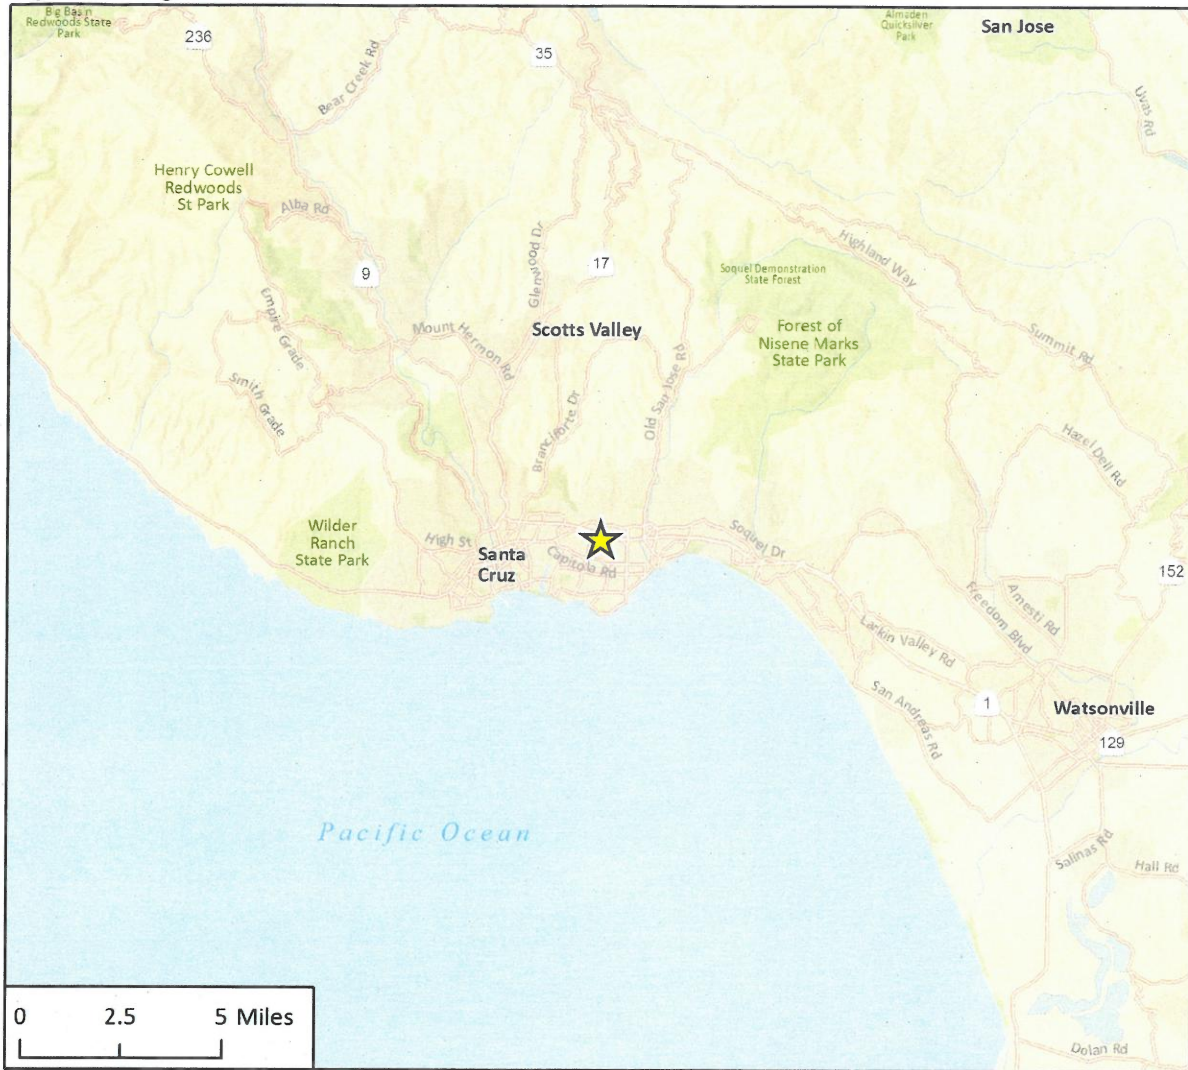 Big Basin
Redwoods State
Park
236
Bear Creek Rd
35
Almaden
Quicksilver
Park
San Jose
Uvas Rd
Henry Cowell
Redwoods
St Park
Alba Rd
9
Glenwood Dr
17
Highland Way
Soquel Demonstration
State Forest
Empire Grade
Mount Hermon Rd
Scotts Valley
Forest of
Nisene Marks
State Park
Summit Rd
Smith Grade
Branciforte Dr
Old San Jose Rd
Hazel Dell Rd
Wilder
Ranch
State Park
High St
Santa
Cruz
Capitola Rd
Soquel Dr
152
Freedom Blvd
Amesti Rd
Larkin Valley Rd
San Andreas Rd
1
Watsonville
129
Pacific Ocean
Salinas Rd
Hall Rd
0 2.5 5 Miles
Dolan Rd